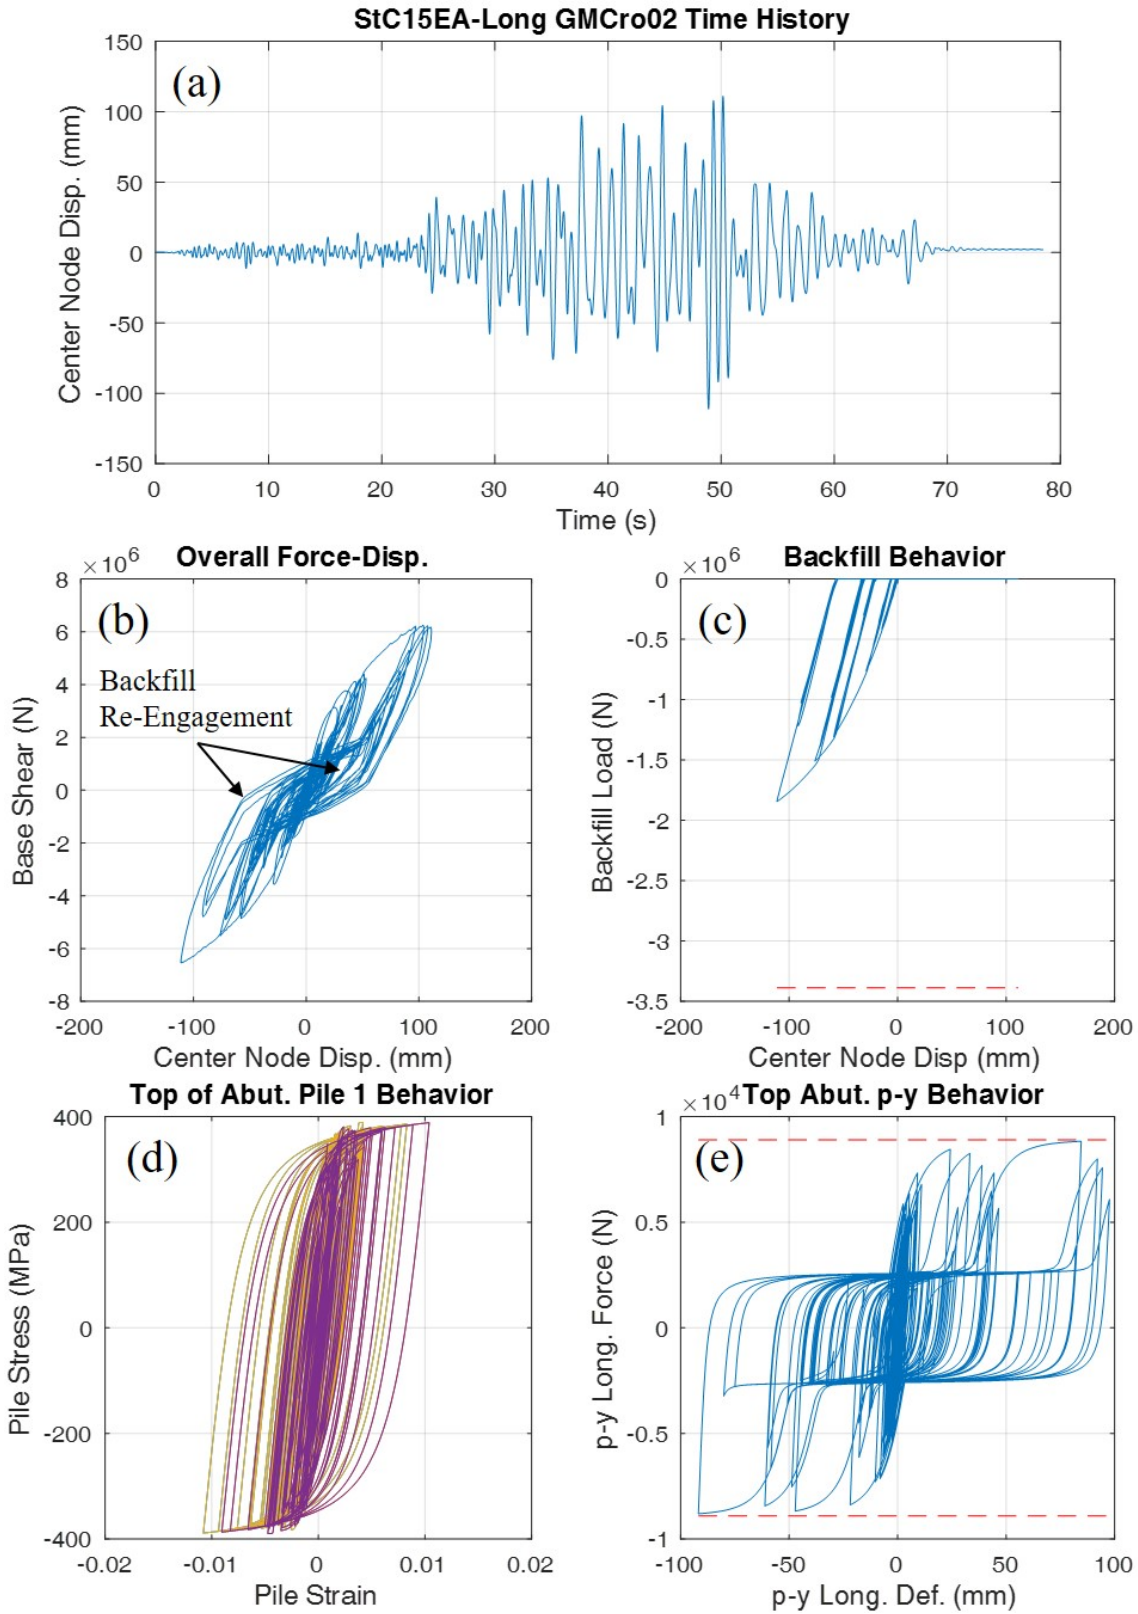 StC15EA-Long GMCro02 Time History
(a)
150
100
50
0
-50
-100
-150
Center Node Disp. (mm)
0 10 20 30 40 50 60 70 80
Time (s)
×10^6 Overall Force-Disp.
(b)
Backfill
Re-Engagement
8
6
4
2
0
-2
-4
-6
-8
Base Shear (N)
-200 -100 0 100 200
Center Node Disp. (mm)
×10^6 Backfill Behavior
(c)
0
-0.5
-1
-1.5
-2
-2.5
-3
-3.5
Backfill Load (N)
-200 -100 0 100 200
Center Node Disp (mm)
Top of Abut. Pile 1 Behavior
(d)
400
200
0
-200
-400
Pile Stress (MPa)
-0.02 -0.01 0 0.01 0.02
Pile Strain
×10^4 Top Abut. p-y Behavior
(e)
1
0.5
0
-0.5
-1
p-y Long. Force (N)
-100 -50 0 50 100
p-y Long. Def. (mm)